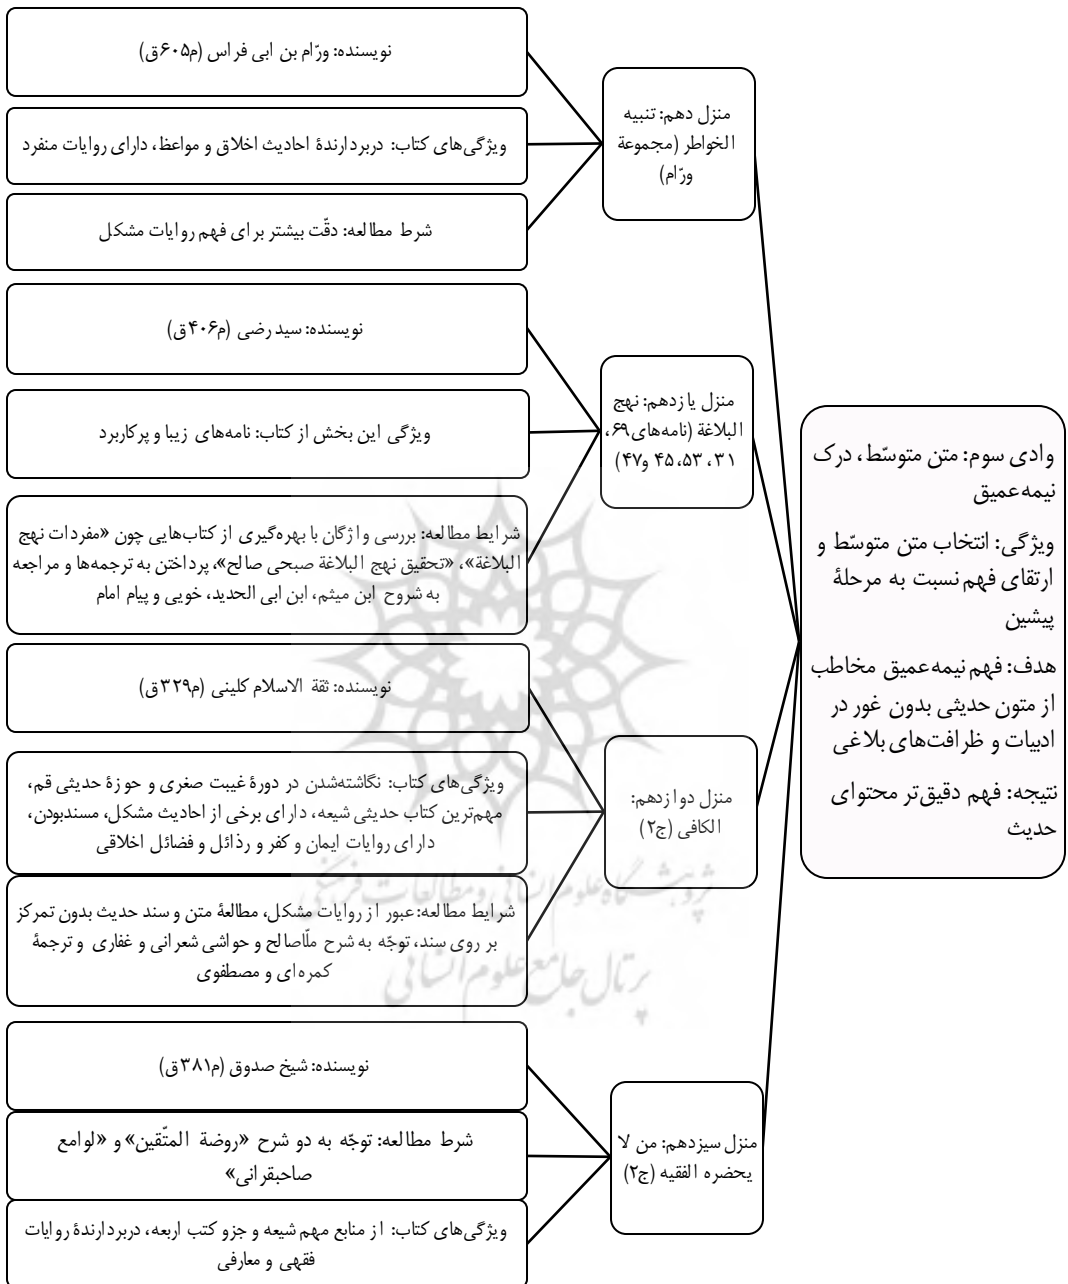 وادی سوم: متن متوسّط، درک
نیمه‌عمیق
ویژگی: انتخاب متن متوسّط و
ارتقای فهم نسبت به مرحلهٔ
پیشین
هدف: فهم نیمه‌عمیق مخاطب
از متون حدیثی بدون غور در
ادبیات و ظرافت‌های بلاغی
نتیجه: فهم دقیق‌تر محتوای
حدیث
منزل دهم: تنبیه
الخواطر (مجموعة
ورّام)
نویسنده: ورّام بن ابی فراس (م۶۰۵ق)
ویژگی‌های کتاب: دربردارندهٔ احادیث اخلاق و مواعظ، دارای روایات منفرد
شرط مطالعه: دقّت بیشتر برای فهم روایات مشکل
منزل یازدهم: نهج
البلاغة (نامه‌های ۶۹،
۳۱، ۵۳، ۴۵ و۴۷)
نویسنده: سید رضی (م۴۰۶ق)
ویژگی این بخش از کتاب: نامه‌های زیبا و پرکاربرد
شرایط مطالعه: بررسی واژگان با بهره‌گیری از کتاب‌هایی چون «مفردات نهج
البلاغة»، «تحقیق نهج البلاغة صبحی صالح»، پرداختن به ترجمه‌ها و مراجعه
به شروح ابن میثم، ابن ابی الحدید، خویی و پیام امام
منزل دوازدهم:
الکافی (ج۲)
نویسنده: ثقة الاسلام کلینی (م۳۲۹ق)
ویژگی‌های کتاب: نگاشته‌شدن در دورهٔ غیبت صغری و حوزهٔ حدیثی قم،
مهم‌ترین کتاب حدیثی شیعه، دارای برخی از احادیث مشکل، مسندبودن،
دارای روایات ایمان و کفر و رذائل و فضائل اخلاقی
شرایط مطالعه: عبور از روایات مشکل، مطالعهٔ متن و سند حدیث بدون تمرکز
بر روی سند، توجّه به شرح ملّاصالح و حواشی شعرانی و غفاری و ترجمهٔ
کمره‌ای و مصطفوی
منزل سیزدهم: من لا
یحضره الفقیه (ج۲)
نویسنده: شیخ صدوق (م۳۸۱ق)
شرط مطالعه: توجّه به دو شرح «روضة المتّقین» و «لوامع
صاحبقرانی»
ویژگی‌های کتاب: از منابع مهم شیعه و جزو کتب اربعه، دربردارندهٔ روایات
فقهی و معارفی
پژوهشگاه علوم انسانی و مطالعات فرهنگی
پرتال جامع علوم انسانی